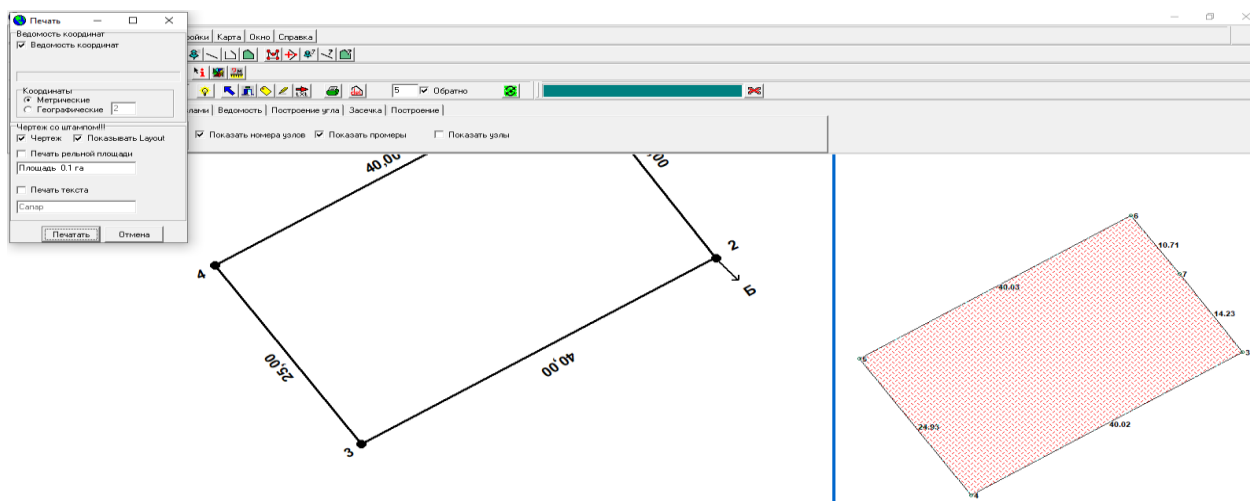 Печать
Ведомость координат
Ведомость координат
Координаты
Метрические
Географические 2
Чертеж со штампом!!!
Чертеж Показывать Layout
Печать рельной площади
Площадь 0.1 га
Печать текста
Сапар
Печатать Отмена
Карта Окно Справка
5 Обратно
Ведомость Построение угла Засечка Построение
Показать номера узлов Показать промеры Показать узлы
40,00
2
Б
4
25,00
40,00
3
6
10.71
7
40.03
14.23
3
5
24.93
40.02
4